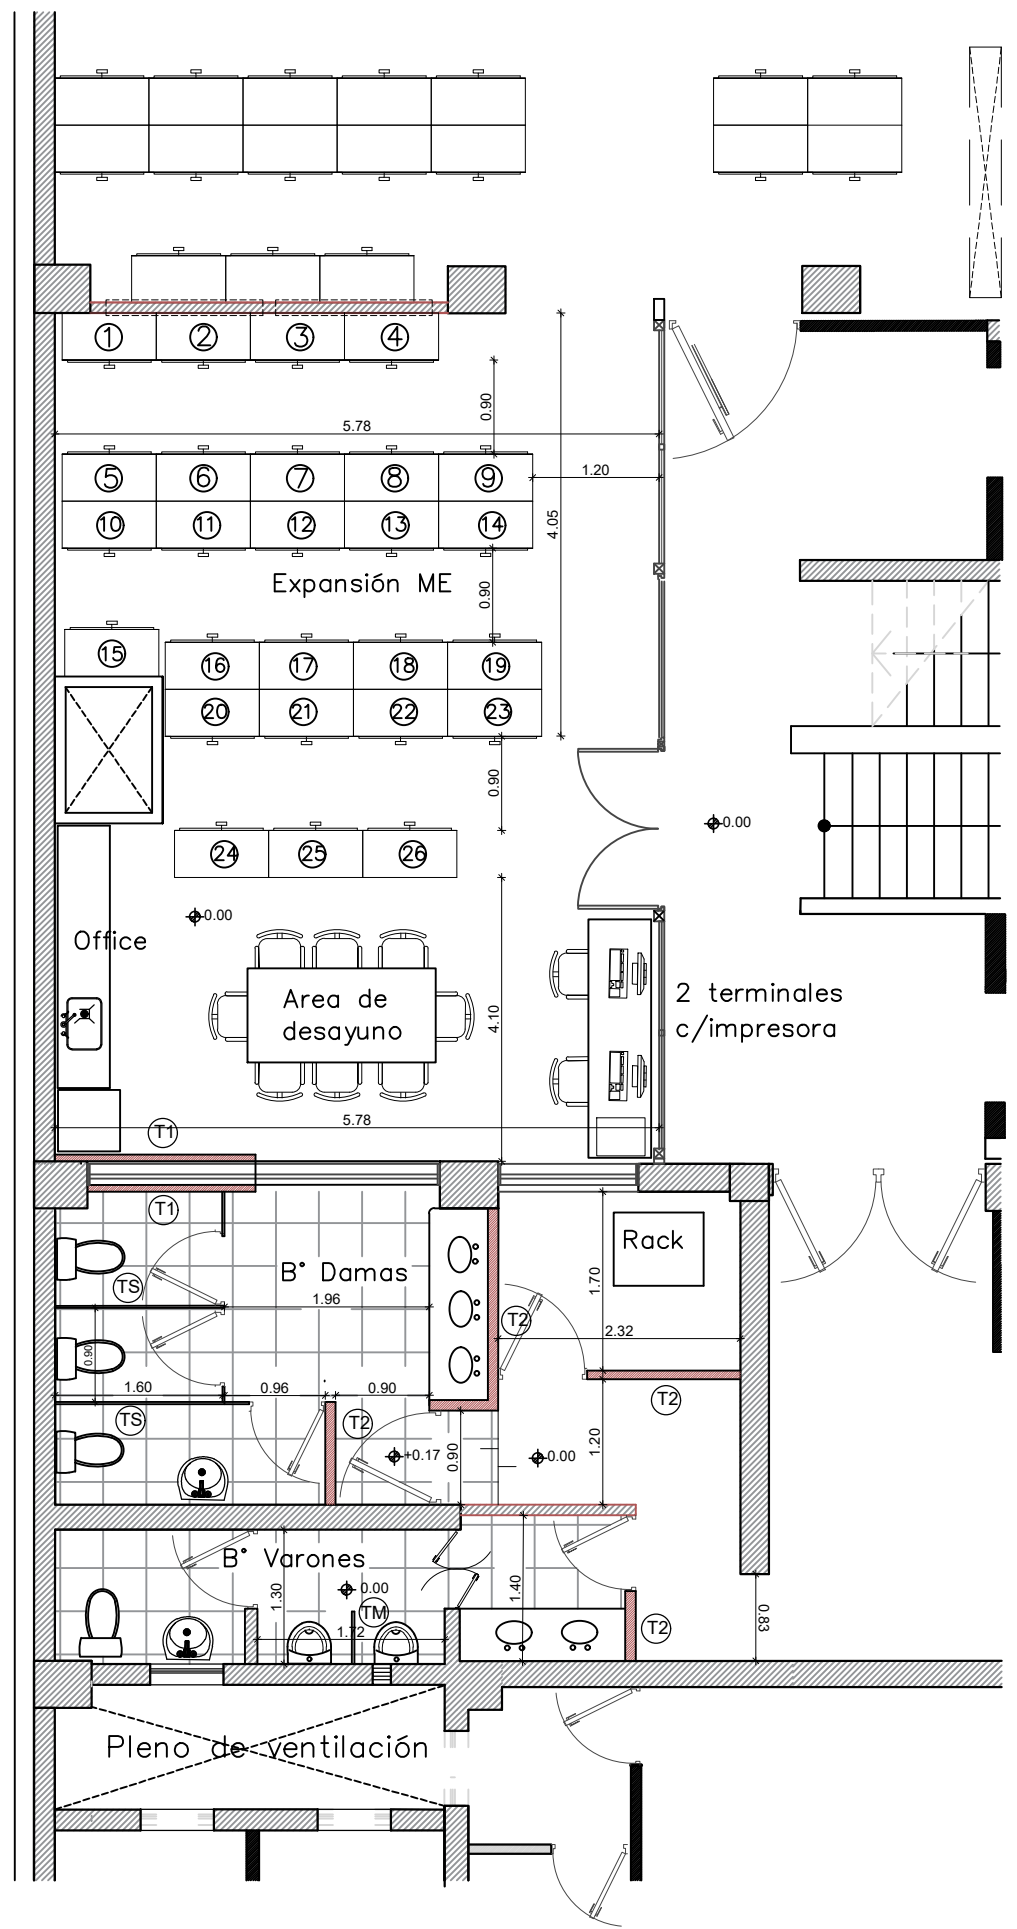 1 2 3 4
0.90
5.78
5 6 7 8 9
1.20
10 11 12 13 14
4.05
Expansión ME
0.90
15 16 17 18 19
20 21 22 23
0.90
-0.00
24 25 26
-0.00
Office
Area de
desayuno
2 terminales
c/impresora
4.10
5.78
T1
T1
Rack
B° Damas
TS
1.70
1.96
T2
2.32
0.90
1.60 0.96 0.90
TS
T2
T2
1.20
+0.17
0.90
-0.00
B° Varones
0.00
1.30
1.40
TM
1.72
T2
0.83
Pleno de ventilación